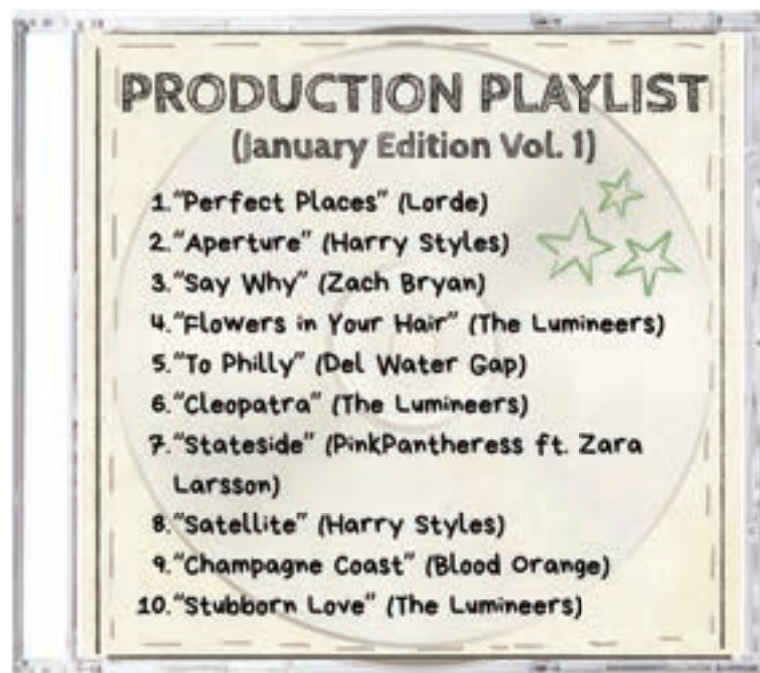 PRODUCTION PLAYLIST
(January Edition Vol. 1)
1. "Perfect Places" (Lorde)
2. "Aperture" (Harry Styles)
3. "Say Why" (Zach Bryan)
4. "Flowers in Your Hair" (The Lumineers)
5. "To Philly" (Del Water Gap)
6. "Cleopatra" (The Lumineers)
7. "Stateside" (PinkPantheress ft. Zara
Larsson)
8. "Satellite" (Harry Styles)
9. "Champagne Coast" (Blood Orange)
10. "Stubborn Love" (The Lumineers)